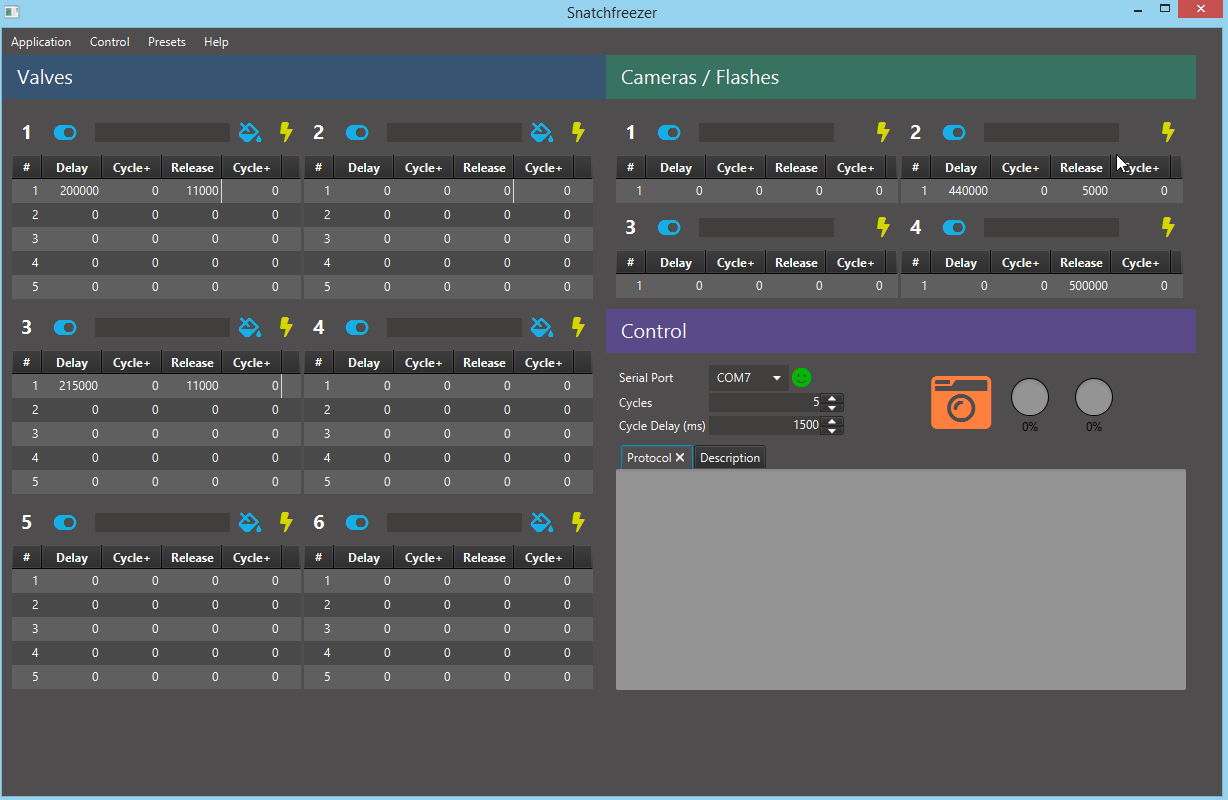 Snatchfreezer
Application Control Presets Help
Valves
1
# Delay Cycle+ Release Cycle+
1 200000 0 11000 0
2 0 0 0 0
3 0 0 0 0
4 0 0 0 0
5 0 0 0 0
2
# Delay Cycle+ Release Cycle+
1 0 0 0 0
2 0 0 0 0
3 0 0 0 0
4 0 0 0 0
5 0 0 0 0
3
# Delay Cycle+ Release Cycle+
1 215000 0 11000 0
2 0 0 0 0
3 0 0 0 0
4 0 0 0 0
5 0 0 0 0
4
# Delay Cycle+ Release Cycle+
1 0 0 0 0
2 0 0 0 0
3 0 0 0 0
4 0 0 0 0
5 0 0 0 0
5
# Delay Cycle+ Release Cycle+
1 0 0 0 0
2 0 0 0 0
3 0 0 0 0
4 0 0 0 0
5 0 0 0 0
6
# Delay Cycle+ Release Cycle+
1 0 0 0 0
2 0 0 0 0
3 0 0 0 0
4 0 0 0 0
5 0 0 0 0
Cameras / Flashes
1
# Delay Cycle+ Release Cycle+
1 0 0 0 0
2
# Delay Cycle+ Release Cycle+
1 440000 0 5000 0
3
# Delay Cycle+ Release Cycle+
1 0 0 0 0
4
# Delay Cycle+ Release Cycle+
1 0 0 500000 0
Control
Serial Port COM7
Cycles 5
Cycle Delay (ms) 1500
0% 0%
Protocol Description